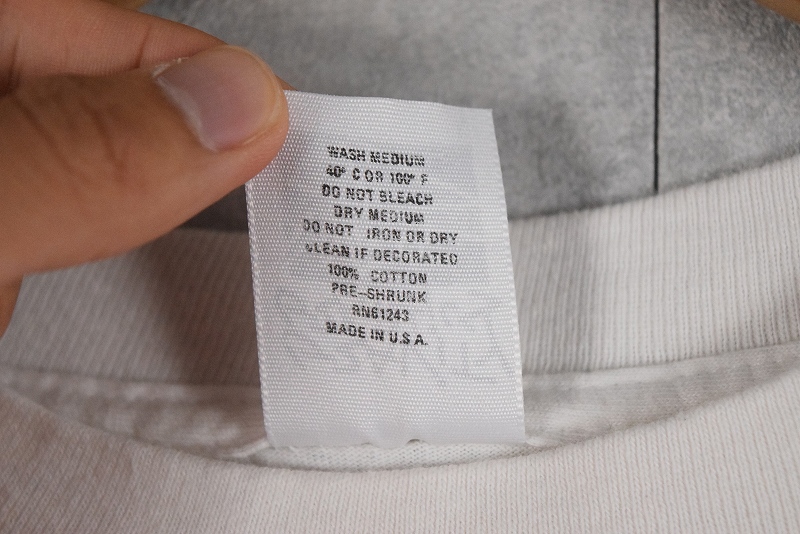 WASH MEDIUM
40° C OR 100° F
DO NOT BLEACH
DRY MEDIUM
DO NOT IRON OR DRY
CLEAN IF DECORATED
100% COTTON
PRE-SHRUNK
RN61243
MADE IN U.S.A.